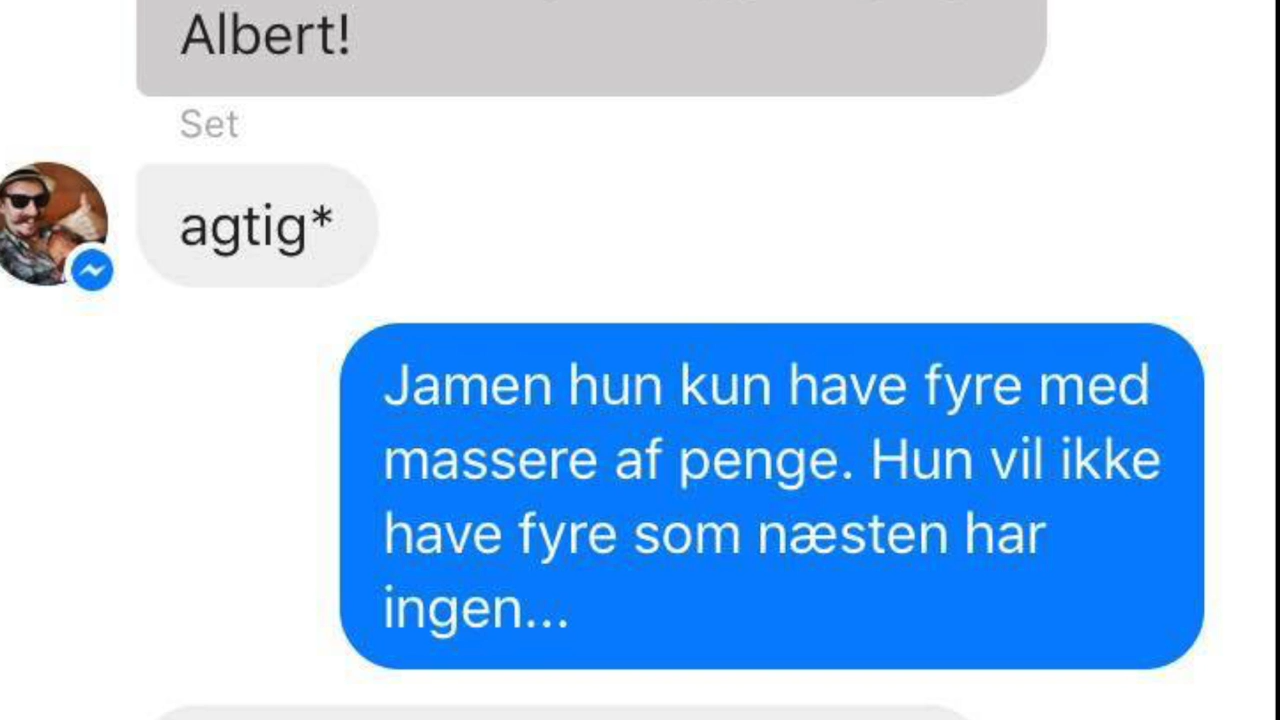 Albert!
Set
agtig*
Jamen hun kun have fyre med
massere af penge. Hun vil ikke
have fyre som næsten har
ingen...